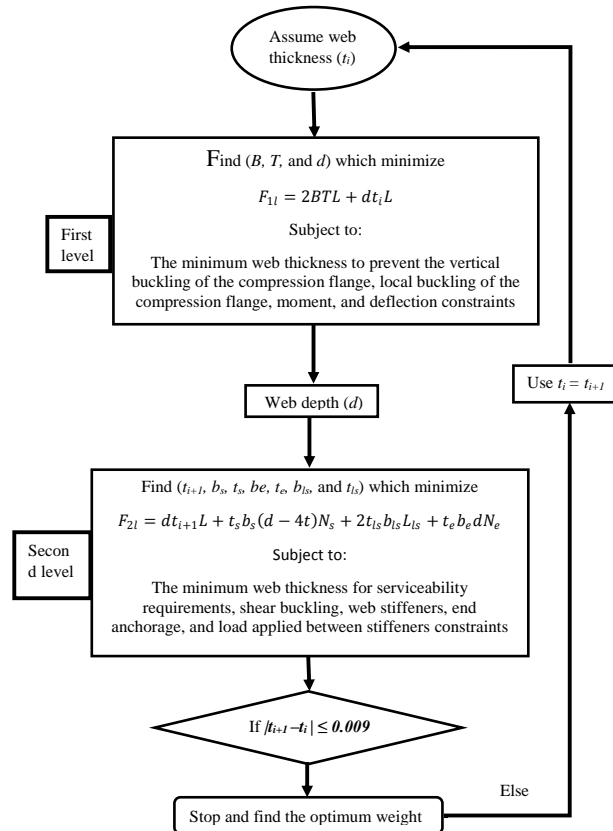 Assume web
thickness (tᵢ)
Find (B, T, and d) which minimize
F₁ₗ = 2BTL + dtᵢL
Subject to:
First
level
The minimum web thickness to prevent the vertical
buckling of the compression flange, local buckling of the
compression flange, moment, and deflection constraints
Use tᵢ = tᵢ₊₁
Web depth (d)
Find (tᵢ₊₁, bₛ, tₛ, be, tₑ, bₗₛ, and tₗₛ) which minimize
F₂ₗ = dtᵢ₊₁L + tₛbₛ(d − 4t)Nₛ + 2tₗₛbₗₛLₗₛ + tₑbₑdNₑ
Subject to:
Secon
d level
The minimum web thickness for serviceability
requirements, shear buckling, web stiffeners, end
anchorage, and load applied between stiffeners constraints
If |tᵢ₊₁−tᵢ| ≤ 0.009
Else
Stop and find the optimum weight